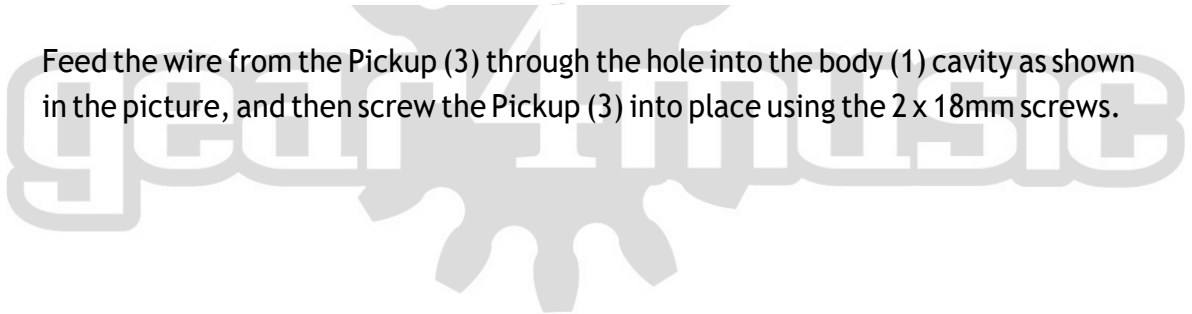 Feed the wire from the Pickup (3) through the hole into the body (1) cavity as shown
in the picture, and then screw the Pickup (3) into place using the 2 x 18mm screws.
gear4music